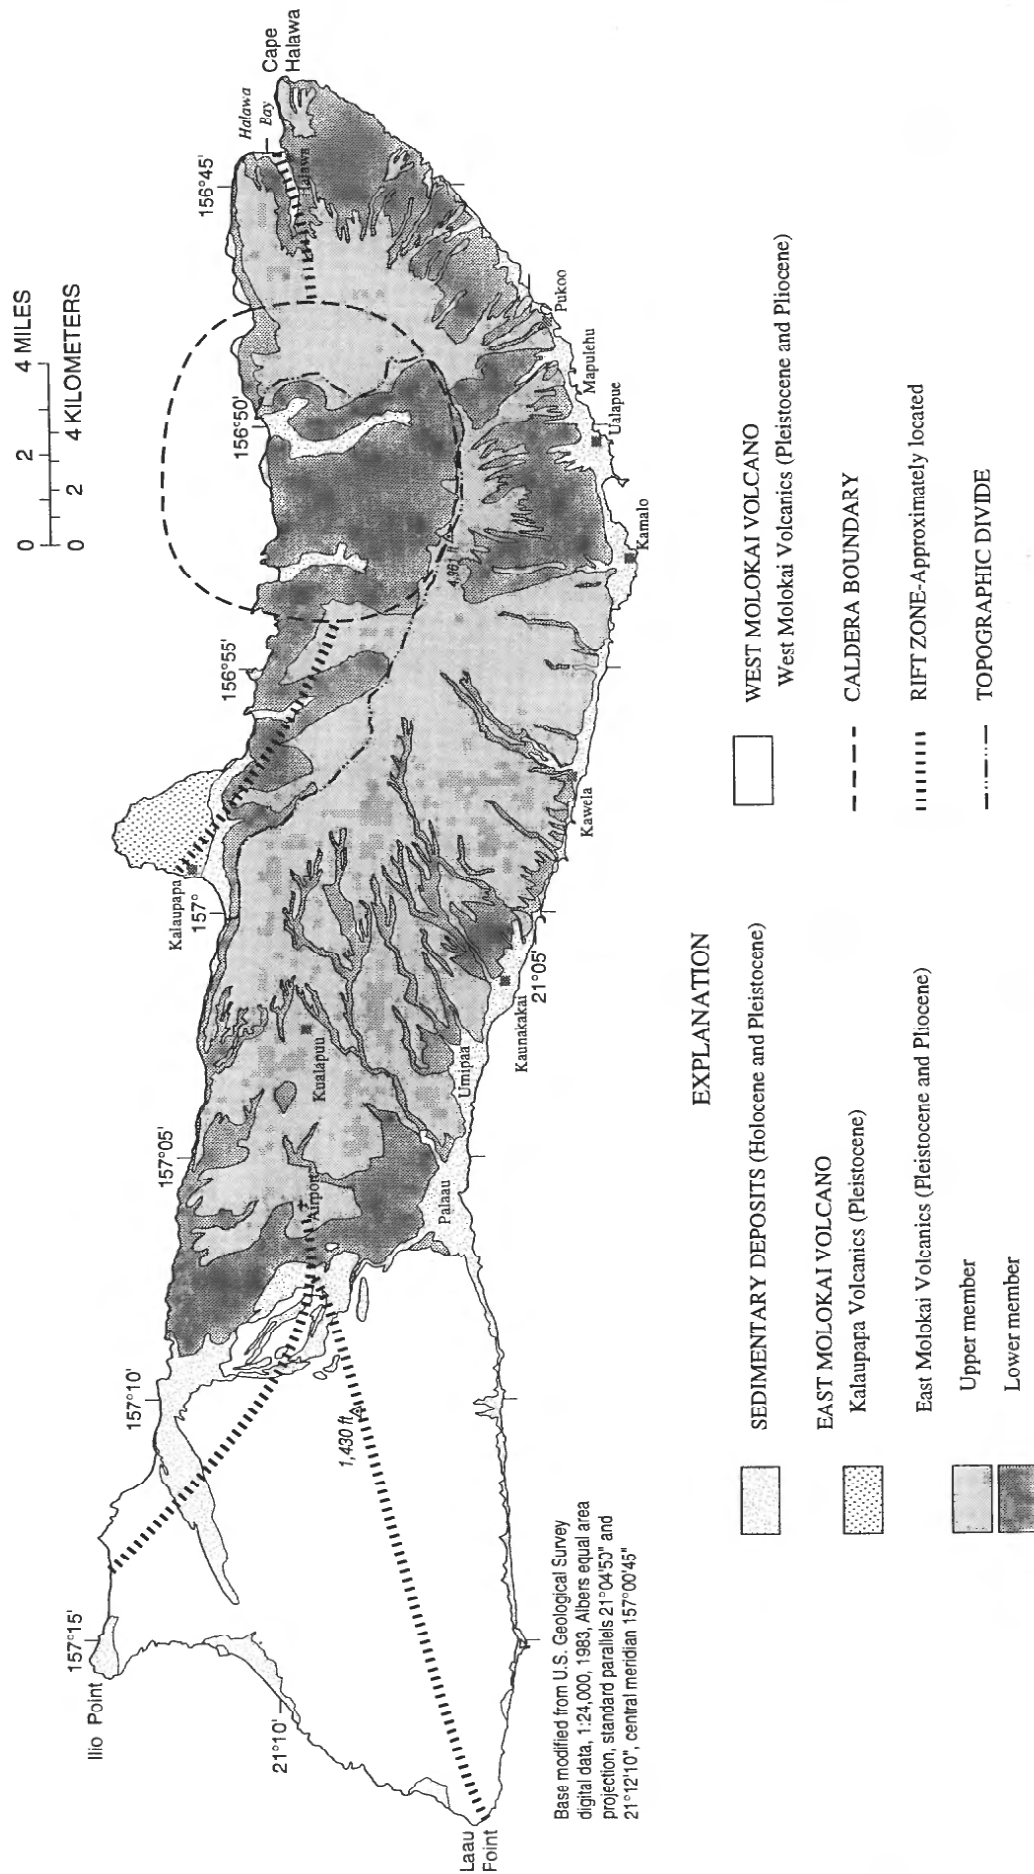 0 2 4 MILES
0 2 4 KILOMETERS
157°15'
157°10'
157°05'
157°
156°55'
156°50'
156°45'
21°10'
21°05'
Ilio Point
Laau
Point
1,430 ft
Airport
Palaau
Umipaa
Kualapuu
Kaunakakai
Kalaupapa
Kawela
Kamalo
Ualapue
Mapulehu
Pukoo
Halawa
Halawa
Bay
Cape
Halawa
Base modified from U.S. Geological Survey
digital data, 1:24,000, 1983, Albers equal area
projection, standard parallels 21°04'50" and
21°12'10", central meridian 157°00'45"
EXPLANATION
SEDIMENTARY DEPOSITS (Holocene and Pleistocene)
EAST MOLOKAI VOLCANO
Kalaupapa Volcanics (Pleistocene)
East Molokai Volcanics (Pleistocene and Pliocene)
Upper member
Lower member
WEST MOLOKAI VOLCANO
West Molokai Volcanics (Pleistocene and Pliocene)
CALDERA BOUNDARY
RIFT ZONE-Approximately located
TOPOGRAPHIC DIVIDE